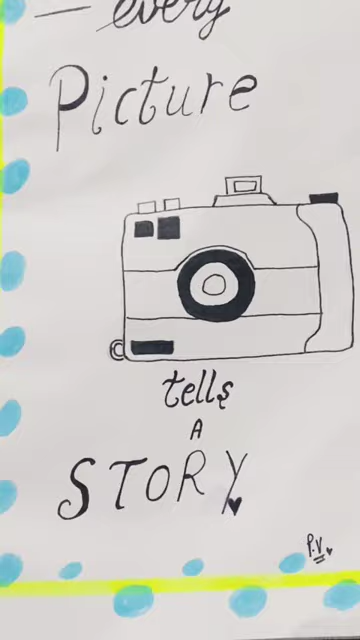 — every
Picture
tells
A
STORY
P.V